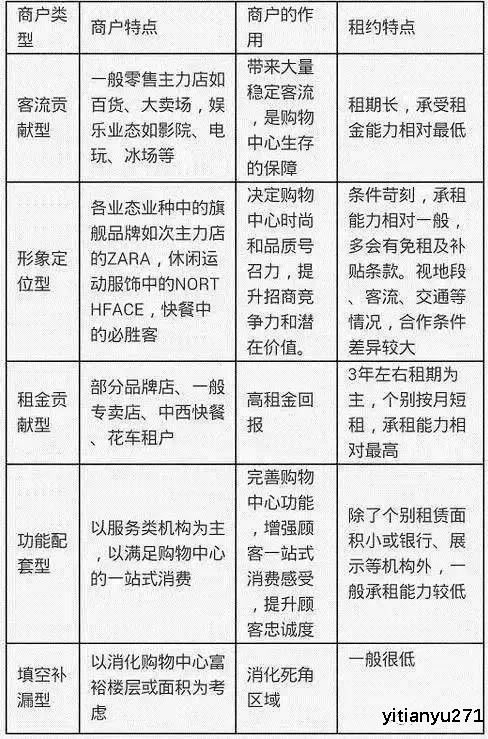 商户类
型
商户特点
商户的作
用
租约特点
客流贡
献型
一般零售主力店如
百货、大卖场，娱
乐业态如影院、电
玩、冰场等
带来大量
稳定客流
，是购物
中心生存
的保障
租期长，承受租
金能力相对最低
形象定
位型
各业态业种中的旗
舰品牌如次主力店
的ZARA，休闲运
动服饰中的NORT
HFACE，快餐中
的必胜客
决定购物
中心时尚
和品质号
召力，提
升招商竞
争力和潜
在价值。
条件苛刻，承租
能力相对一般，
多会有免租及补
贴条款。视地段
、客流、交通等
情况，合作条件
差异较大
租金贡
献型
部分品牌店、一般
专卖店、中西快餐
、花车租户
高租金回
报
3年左右租期为
主，个别按月短
租，承租能力相
对最高
功能配
套型
以服务类机构为主
，以满足购物中心
的一站式消费
完善购物
中心功能
，增强顾
客一站式
消费感受
，提升顾
客忠诚度
除了个别租赁面
积小或银行、展
示等机构外，一
般承租能力较低
填空补
漏型
以消化购物中心富
裕楼层或面积为考
虑
消化死角
区域
一般很低
yitianyu271